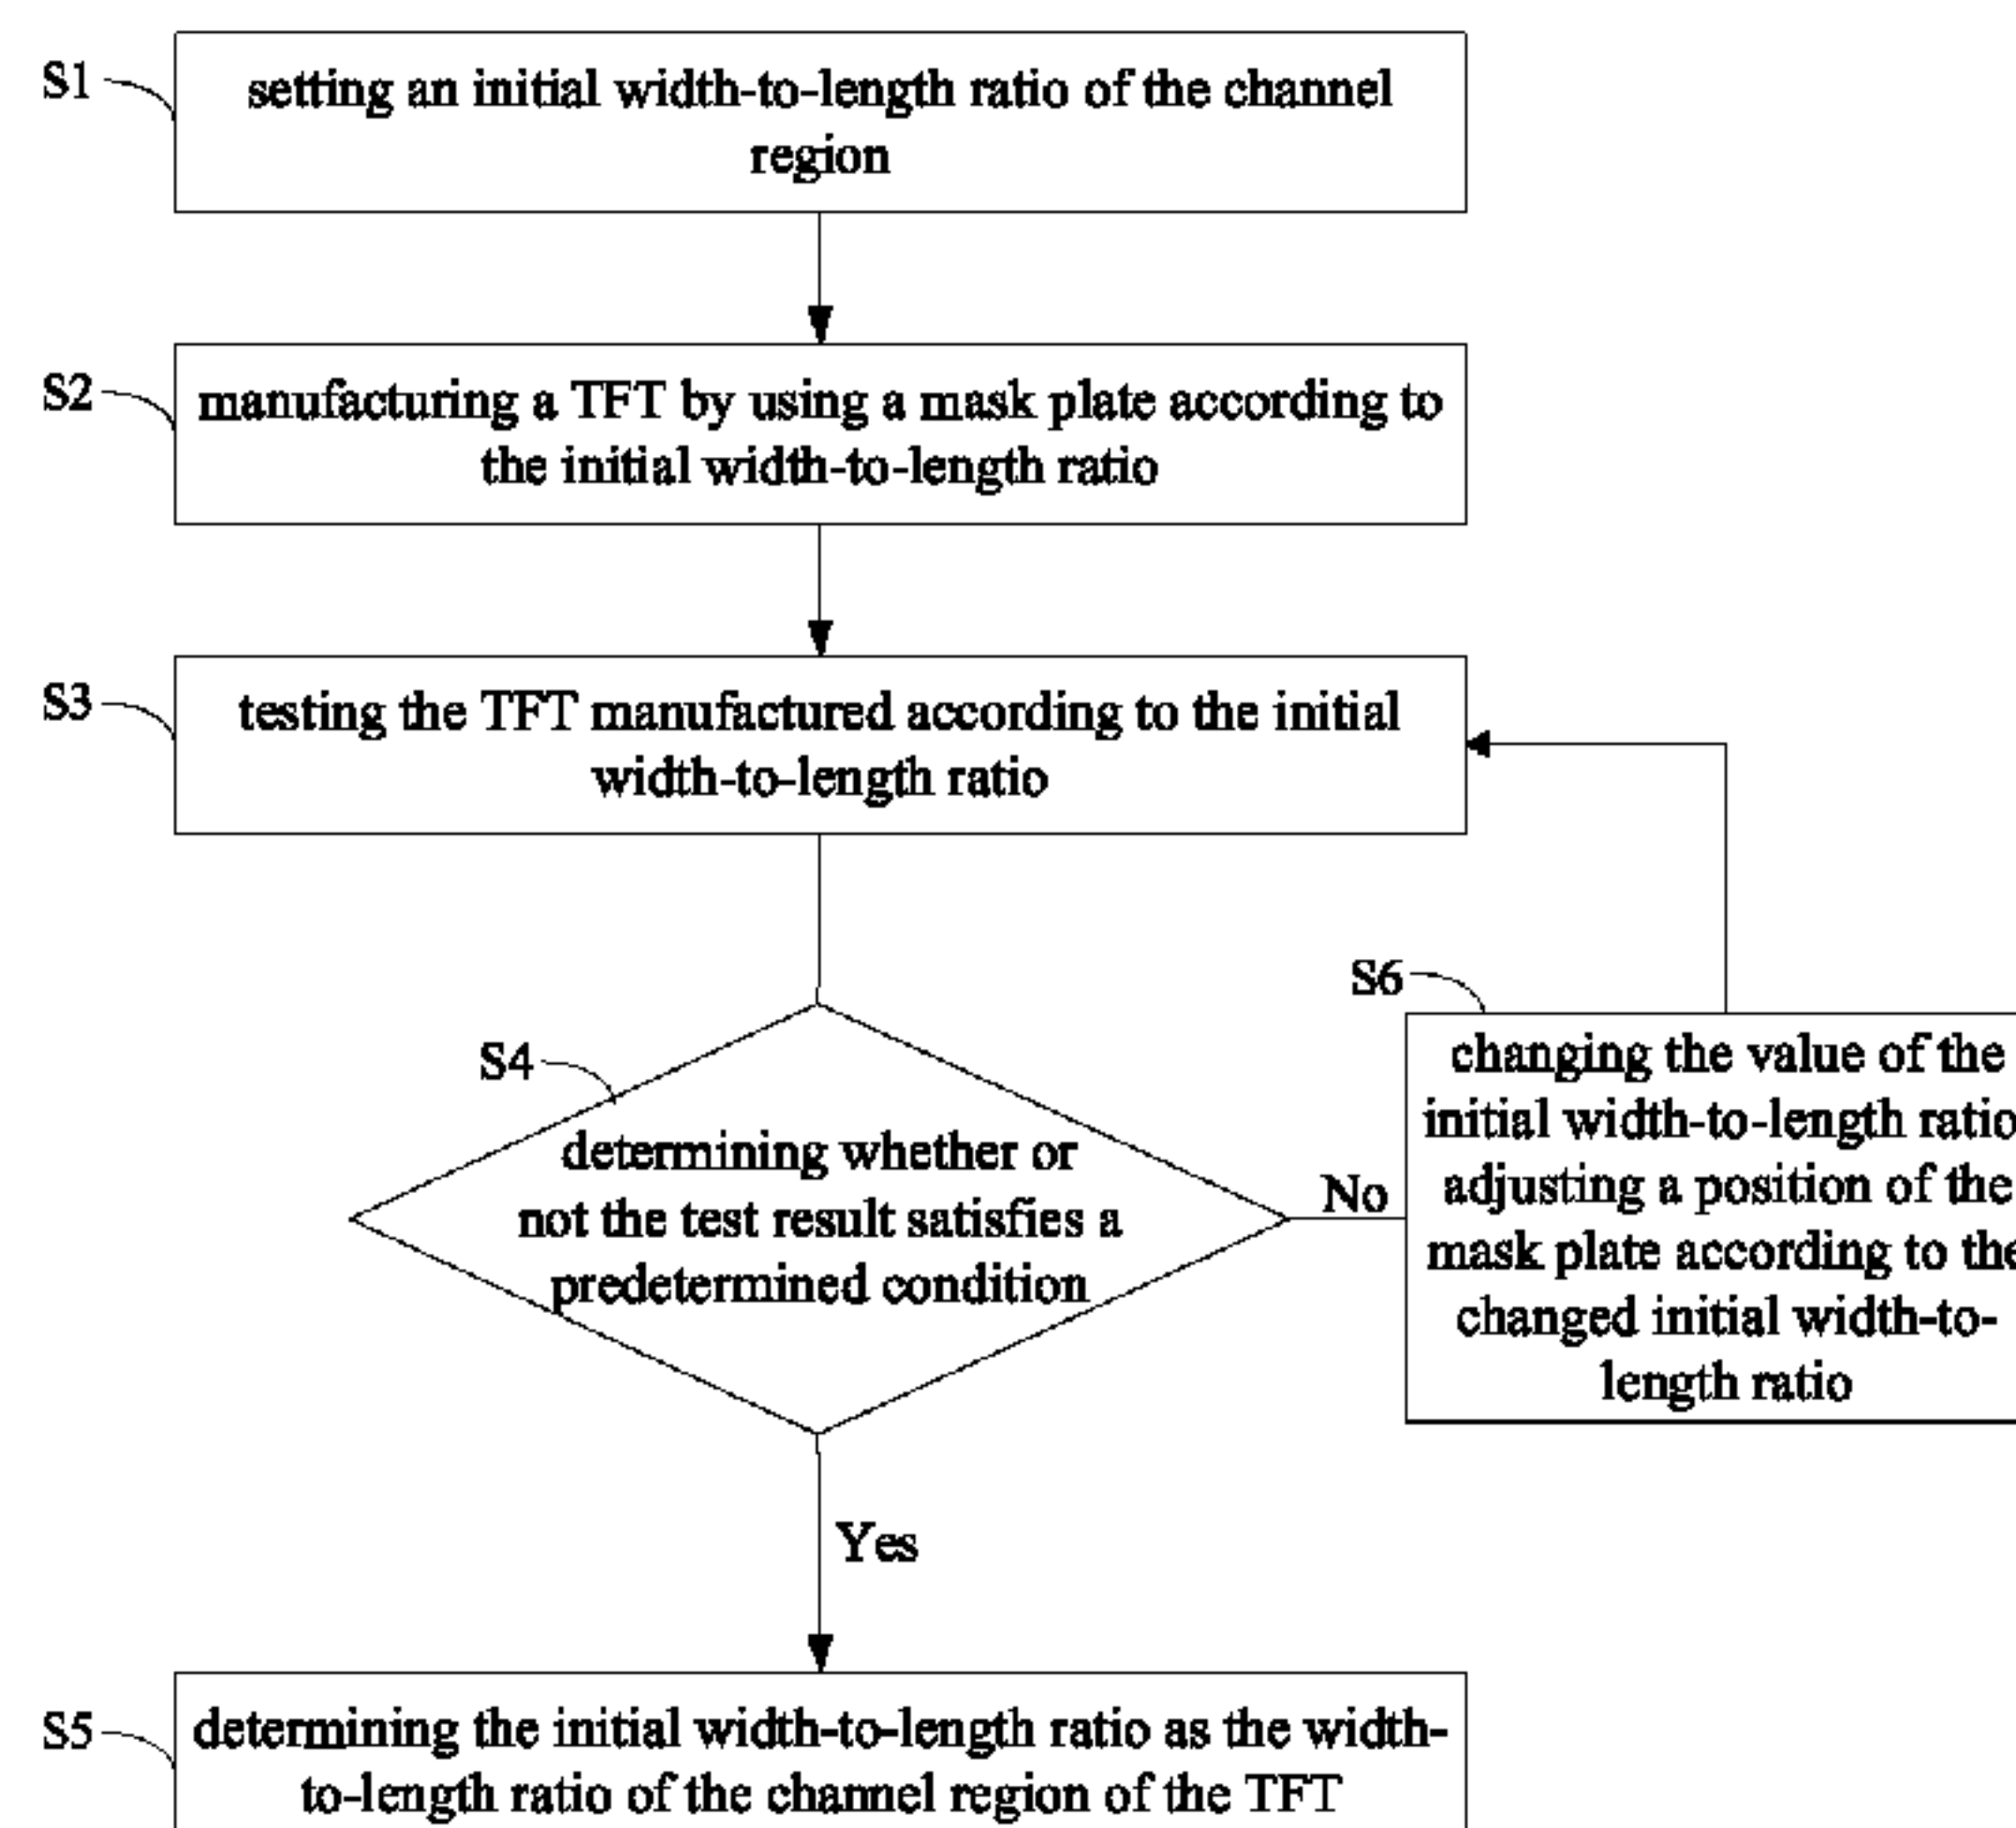 S1
setting an initial width-to-length ratio of the channel
region
S2
manufacturing a TFT by using a mask plate according to
the initial width-to-length ratio
S3
testing the TFT manufactured according to the initial
width-to-length ratio
S4
determining whether or
not the test result satisfies a
predetermined condition
No
S6
changing the value of the
initial width-to-length ratio
adjusting a position of the
mask plate according to the
changed initial width-to-
length ratio
Yes
S5
determining the initial width-to-length ratio as the width-
to-length ratio of the channel region of the TFT